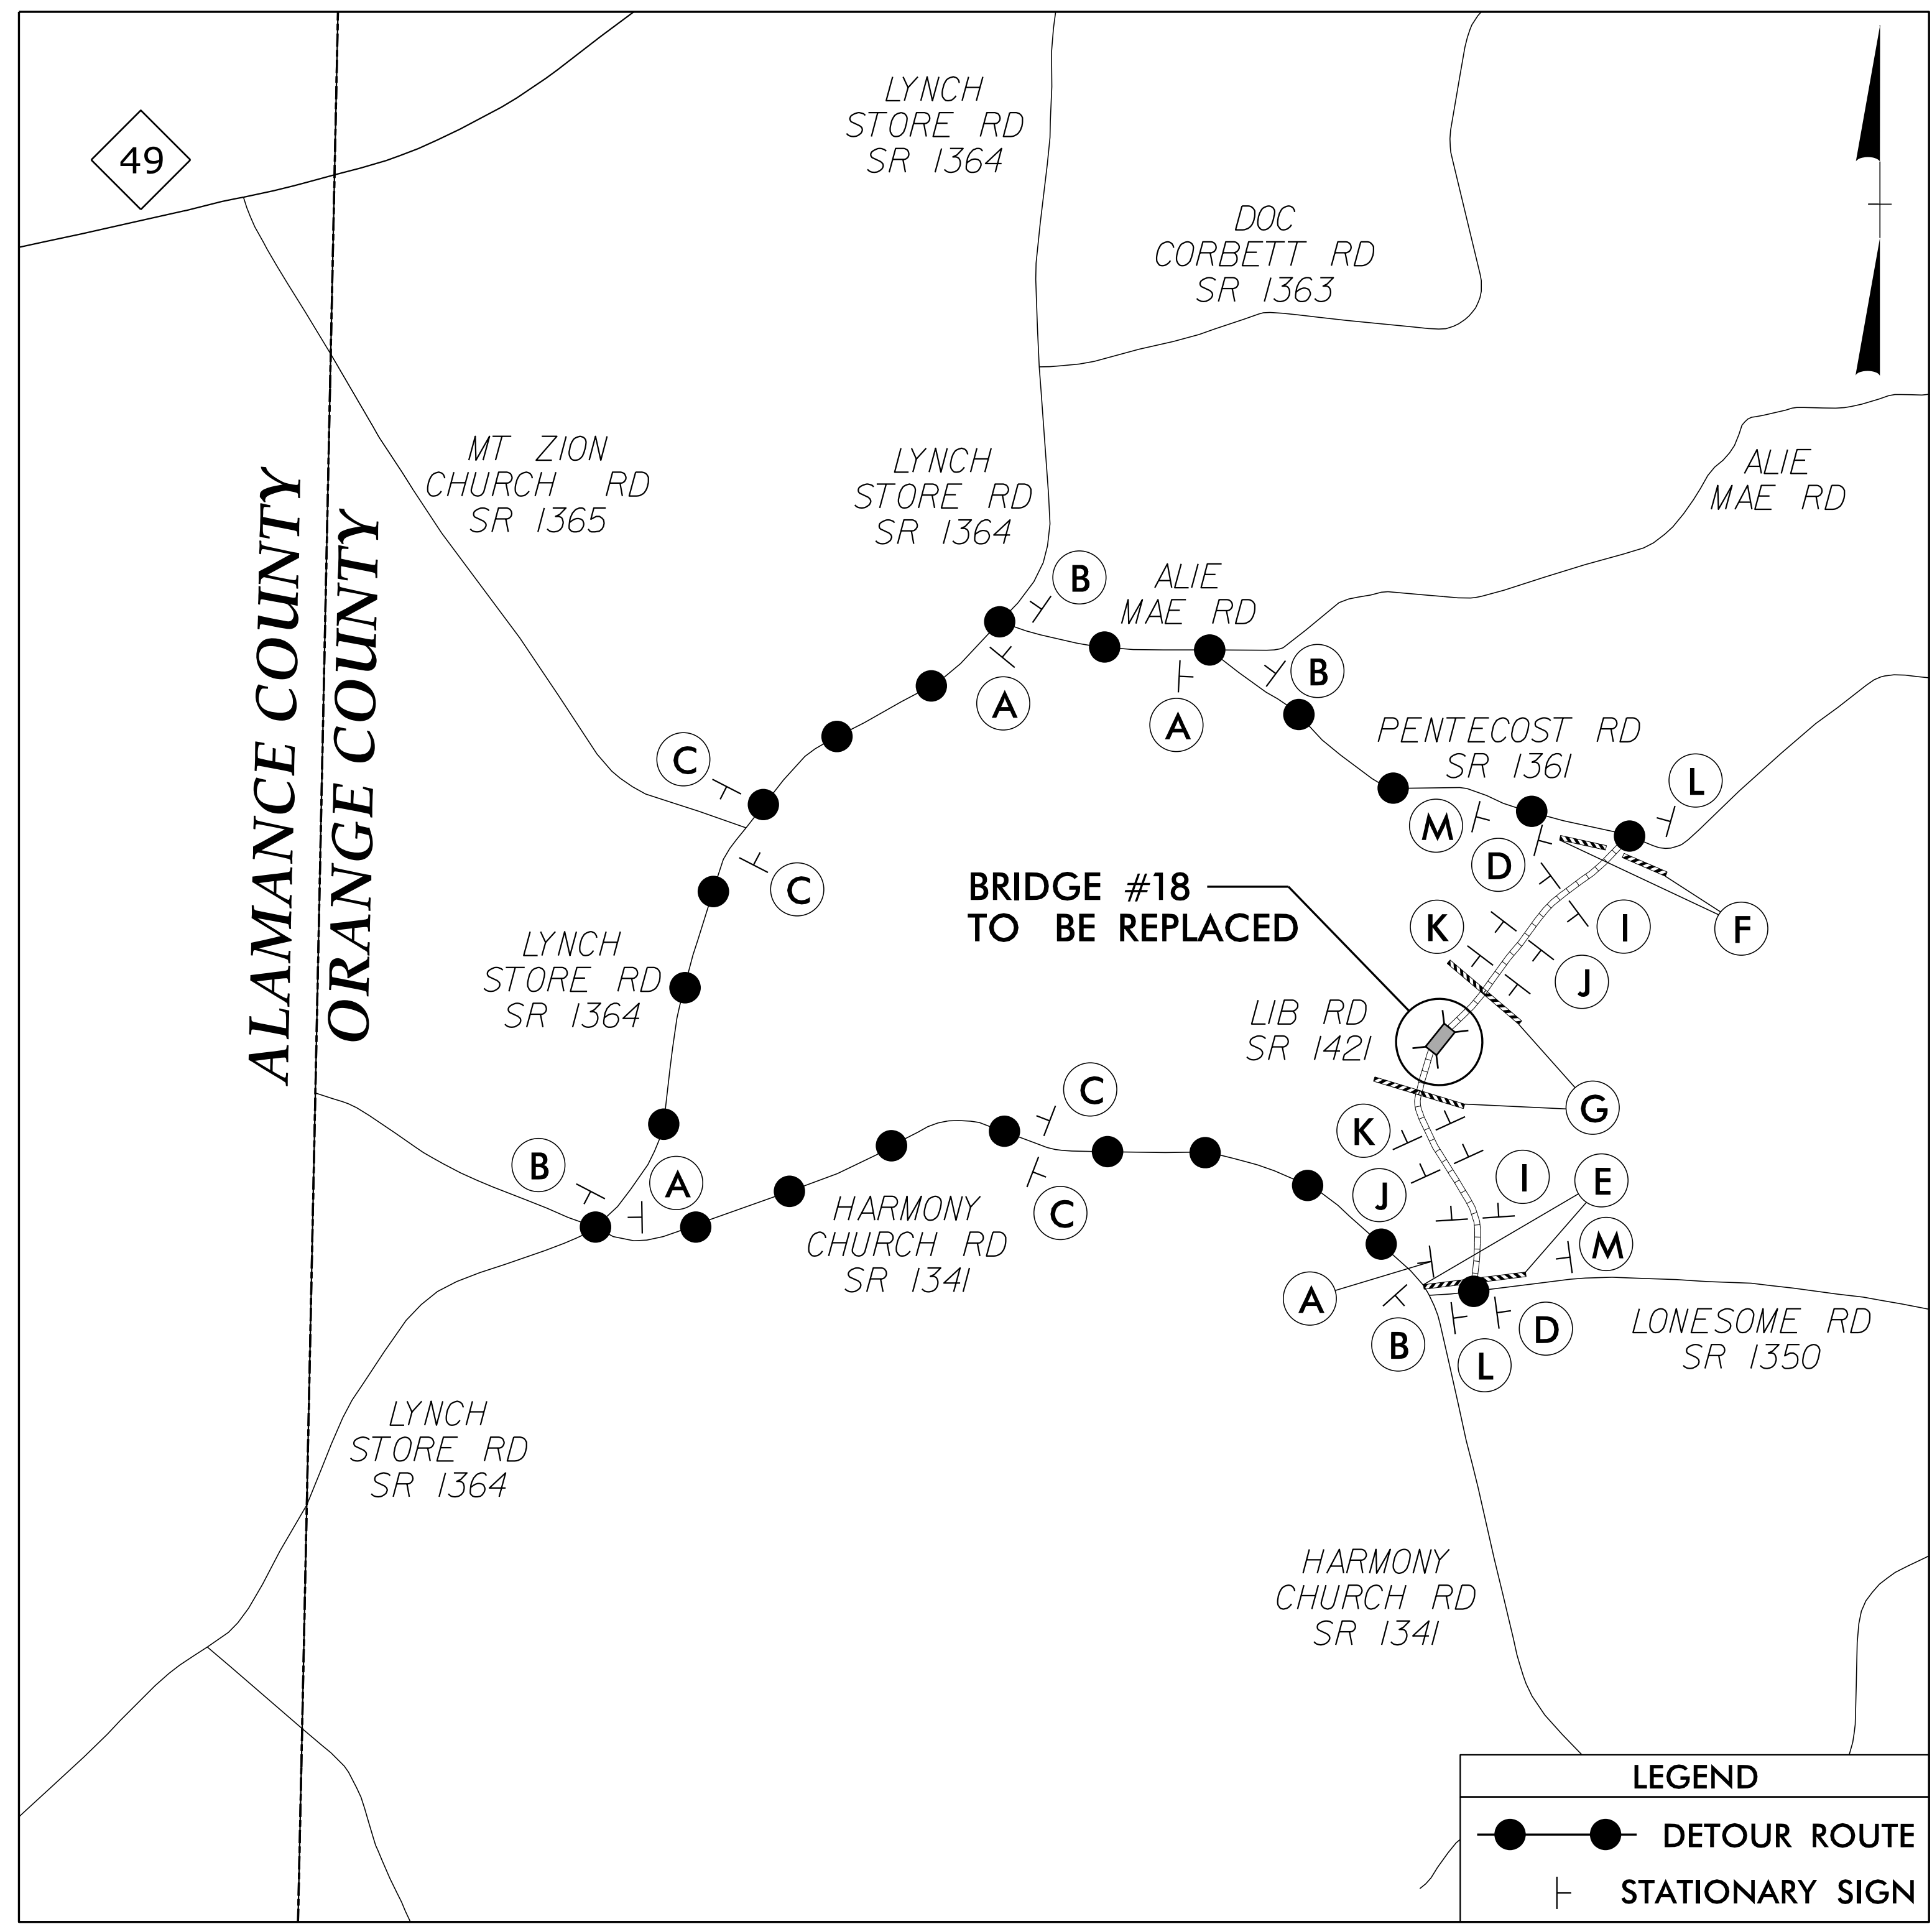 49
LYNCH
STORE RD
SR 1364
DOC
CORBETT RD
SR 1363
MT ZION
CHURCH RD
SR 1365
LYNCH
STORE RD
SR 1364
ALIE
MAE RD
ALAMANCE COUNTY
ORANGE COUNTY
B
ALIE
MAE RD
A
A
B
PENTECOST RD
SR 1361
C
L
M
D
C
BRIDGE #18
TO BE REPLACED
K
I
F
J
LYNCH
STORE RD
SR 1364
LIB RD
SR 1421
C
G
K
B
A
J
I
E
C
M
HARMONY
CHURCH RD
SR 1341
A
B
L
D
LONESOME RD
SR 1350
LYNCH
STORE RD
SR 1364
HARMONY
CHURCH RD
SR 1341
LEGEND
DETOUR ROUTE
STATIONARY SIGN